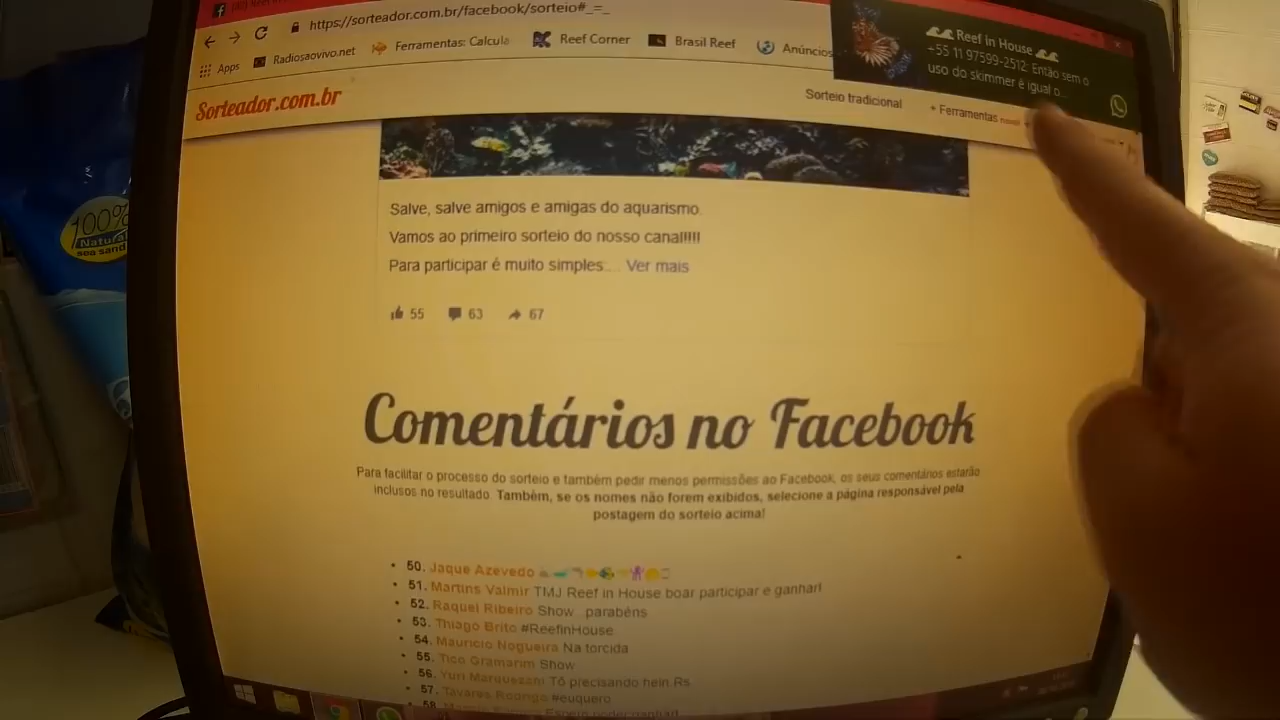 https://sorteador.com.br/facebook/sorteio#_=_
Apps
Radiosaovivo.net
Ferramentas: Calcula
Reef Corner
Brasil Reef
Anúncios
Reef in House
+55 11 97599-2512: Então sem o
uso do skimmer é igual o...
Sorteador.com.br
Sorteio tradicional
+ Ferramentas novo!
100%
Natural
sea sand
Salve, salve amigos e amigas do aquarismo.
Vamos ao primeiro sorteio do nosso canal!!!!!
Para participar é muito simples:... Ver mais
55
63
67
Comentários no Facebook
Para facilitar o processo do sorteio e também pedir menos permissões ao Facebook, os seus comentários estarão
inclusos no resultado. Também, se os nomes não forem exibidos, selecione a página responsável pela
postagem do sorteio acima!
50. Jaque Azevedo
51. Martins Valmir TMJ Reef in House boar participar e ganhar!
52. Raquel Ribeiro Show...parabéns
53. Thiago Brito #ReefinHouse
54. Mauricio Nogueira Na torcida
55. Tico Gramarim Show
56. Yuri Marquezani Tô precisando hein.Rs
57. Tavares Rodrigo #euquero
58.